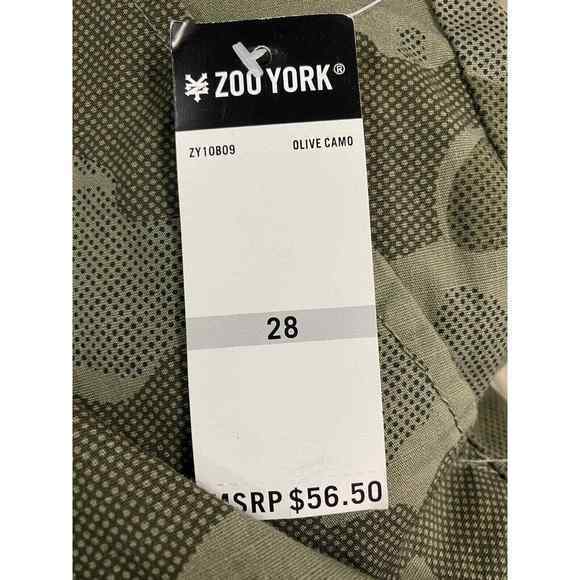 ZOO YORK®
ZY10B09 OLIVE CAMO
28
MSRP $56.50